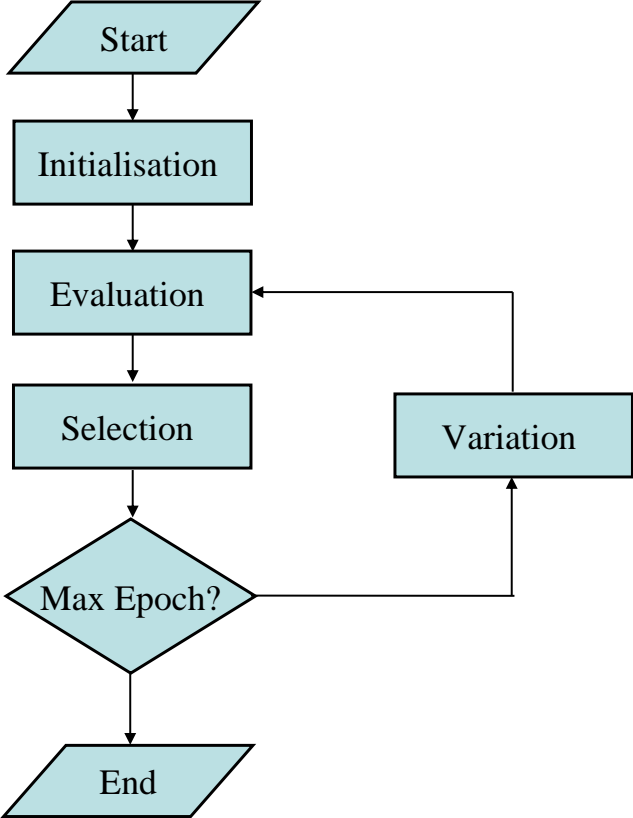 Start
Initialisation
Evaluation
Selection
Variation
Max Epoch?
End